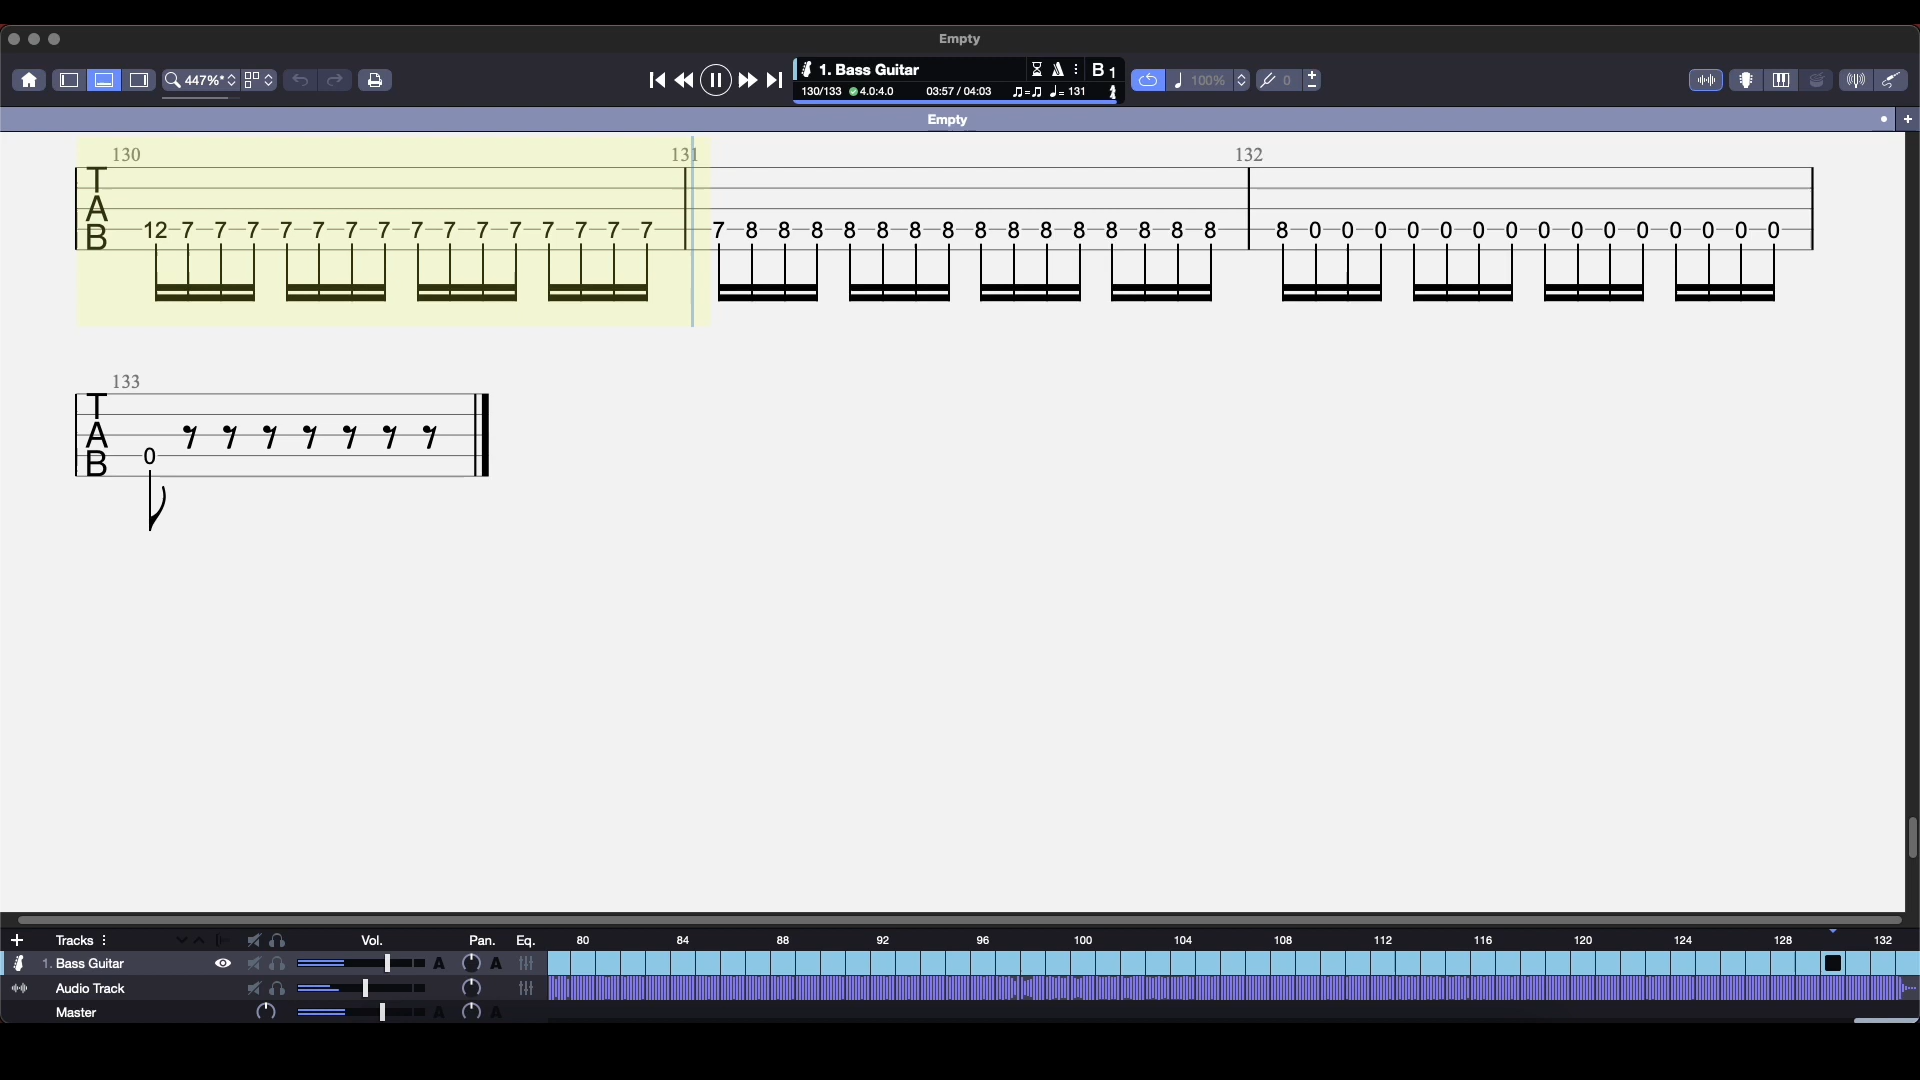 Empty
447%*
1. Bass Guitar
B 1
130/133
4.0:4.0
03:57 / 04:03
♫=♫ ♩= 131
100%
0
Empty
130 131 132
T A B
12 7 7 7 7 7 7 7 7 7 7 7 7 7 7 7
7 8 8 8 8 8 8 8 8 8 8 8 8 8 8 8
8 0 0 0 0 0 0 0 0 0 0 0 0 0 0 0
133
T A B
0
Tracks Vol. Pan. Eq. 80 84 88 92 96 100 104 108 112 116 120 124 128 132
1. Bass Guitar A A
Audio Track
Master A A